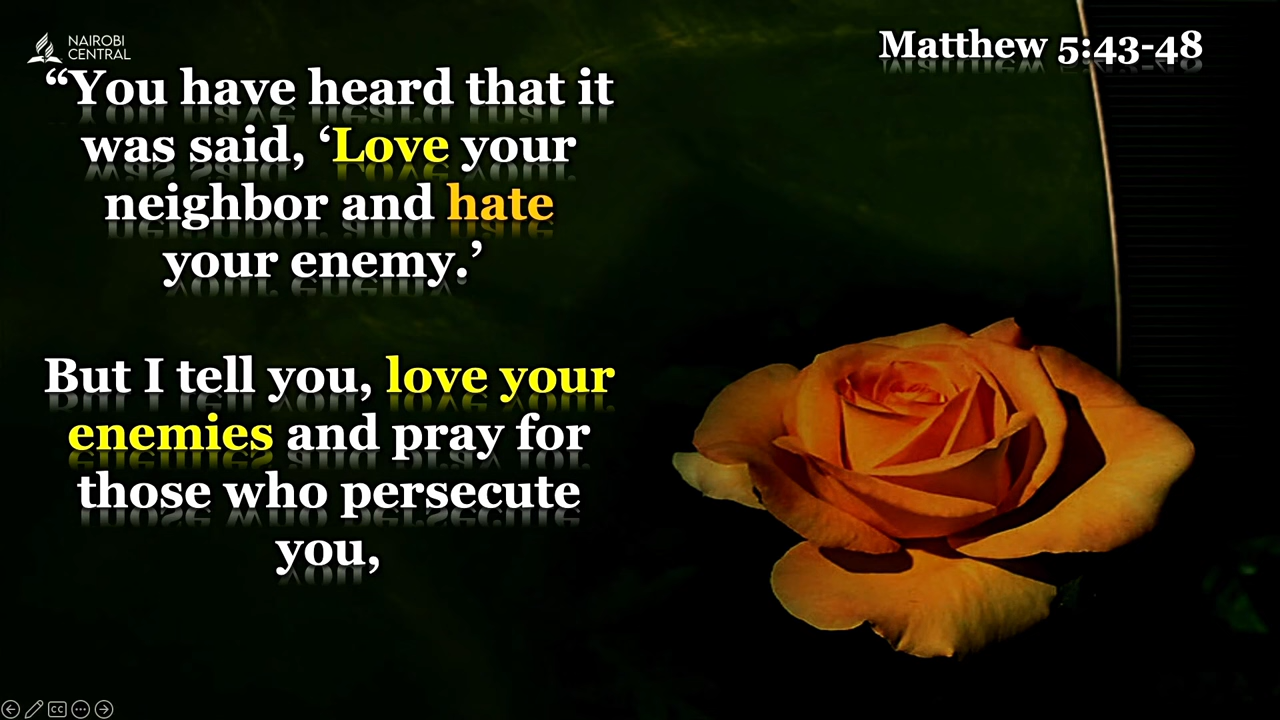 NAIROBI
CENTRAL
Matthew 5:43-48
“You have heard that it
was said, ‘Love your
neighbor and hate
your enemy.’
But I tell you, love your
enemies and pray for
those who persecute
you,
CC